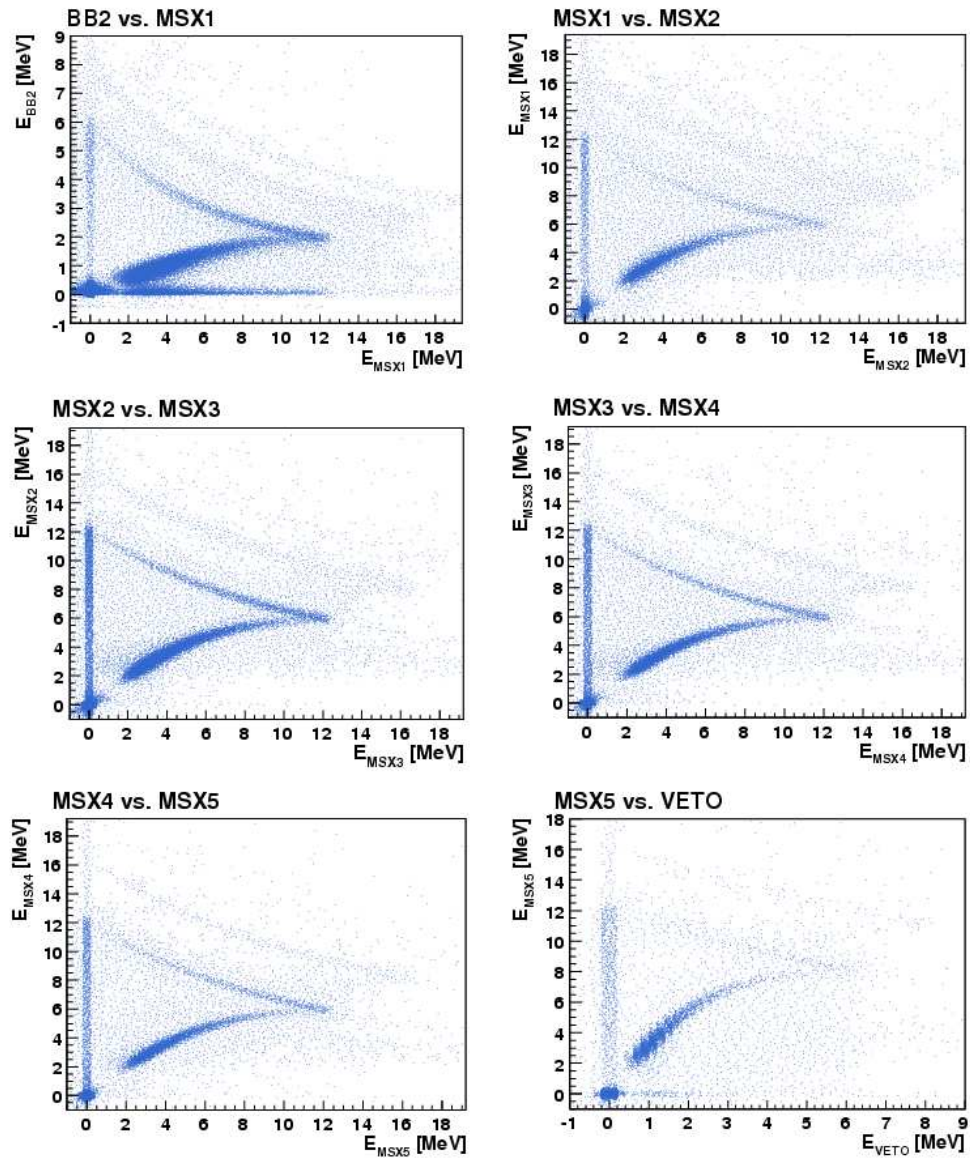 BB2 vs. MSX1
E_BB2 [MeV]
9
8
7
6
5
4
3
2
1
0
-1
0 2 4 6 8 10 12 14 16 18
E_MSX1 [MeV]
MSX1 vs. MSX2
E_MSX1 [MeV]
18
16
14
12
10
8
6
4
2
0
0 2 4 6 8 10 12 14 16 18
E_MSX2 [MeV]
MSX2 vs. MSX3
E_MSX2 [MeV]
18
16
14
12
10
8
6
4
2
0
0 2 4 6 8 10 12 14 16 18
E_MSX3 [MeV]
MSX3 vs. MSX4
E_MSX3 [MeV]
18
16
14
12
10
8
6
4
2
0
0 2 4 6 8 10 12 14 16 18
E_MSX4 [MeV]
MSX4 vs. MSX5
E_MSX4 [MeV]
18
16
14
12
10
8
6
4
2
0
0 2 4 6 8 10 12 14 16 18
E_MSX5 [MeV]
MSX5 vs. VETO
E_MSX5 [MeV]
18
16
14
12
10
8
6
4
2
0
-1 0 1 2 3 4 5 6 7 8 9
E_VETO [MeV]